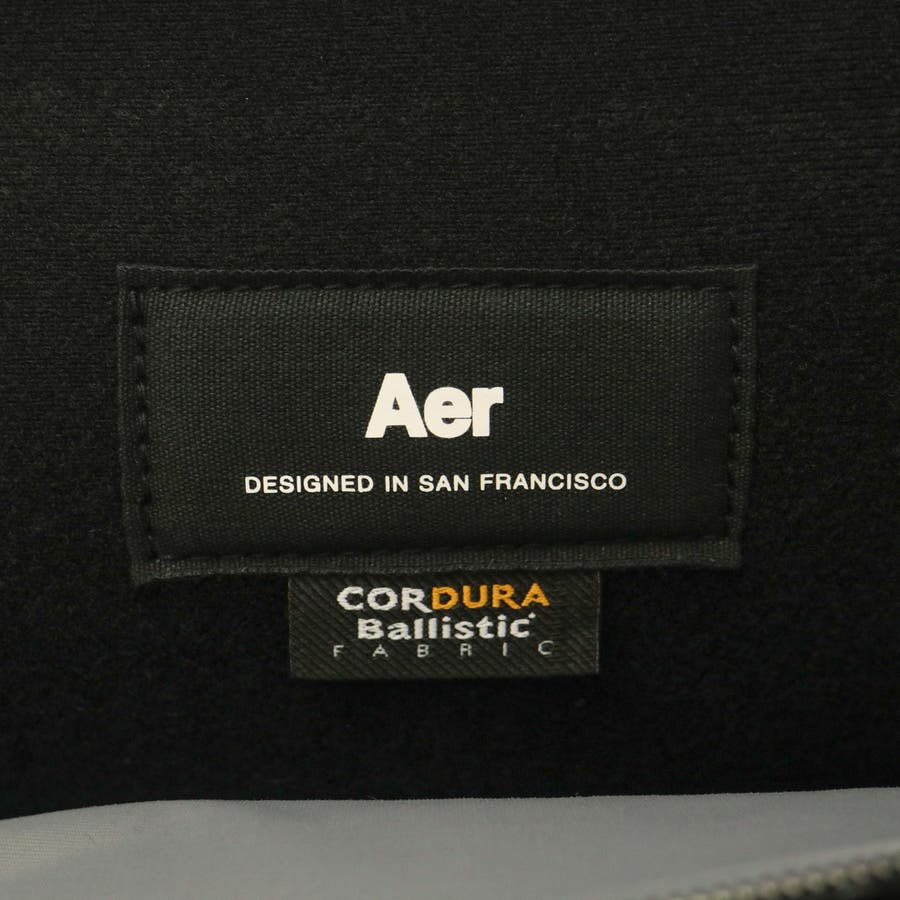 Aer
DESIGNED IN SAN FRANCISCO
CORDURA
Ballistic
FABRIC